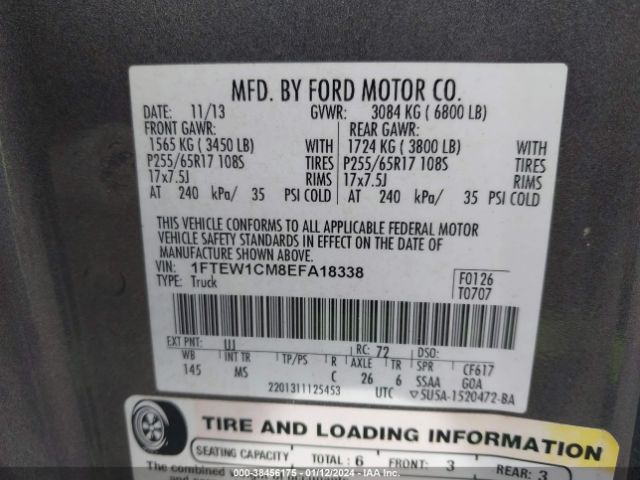 MFD. BY FORD MOTOR CO.
DATE: 11/13 GVWR: 3084 KG ( 6800 LB)
FRONT GAWR: REAR GAWR:
1565 KG ( 3450 LB) WITH 1724 KG ( 3800 LB) WITH
P255/65R17 108S TIRES P255/65R17 108S TIRES
17x7.5J RIMS 17x7.5J RIMS
AT 240 kPa/ 35 PSI COLD AT 240 kPa/ 35 PSI COLD
THIS VEHICLE CONFORMS TO ALL APPLICABLE FEDERAL MOTOR
VEHICLE SAFETY STANDARDS IN EFFECT ON THE DATE OF
MANUFACTURE SHOWN ABOVE.
VIN: 1FTEW1CM8EFA18338
TYPE: Truck
F0126
T0707
EXT PNT: UJ RC: 72 DSO:
WB INT TR TP/PS R AXLE TR SPR CF617
145 MS C 26 6 SSAA GOA
2201311125453 UTC ▽5U5A-1520472-BA
TIRE AND LOADING INFORMATION
SEATING CAPACITY TOTAL: 6 FRONT: 3 REAR: 3
The combined
000-38456175 - 01/12/2024 - IAA Inc.